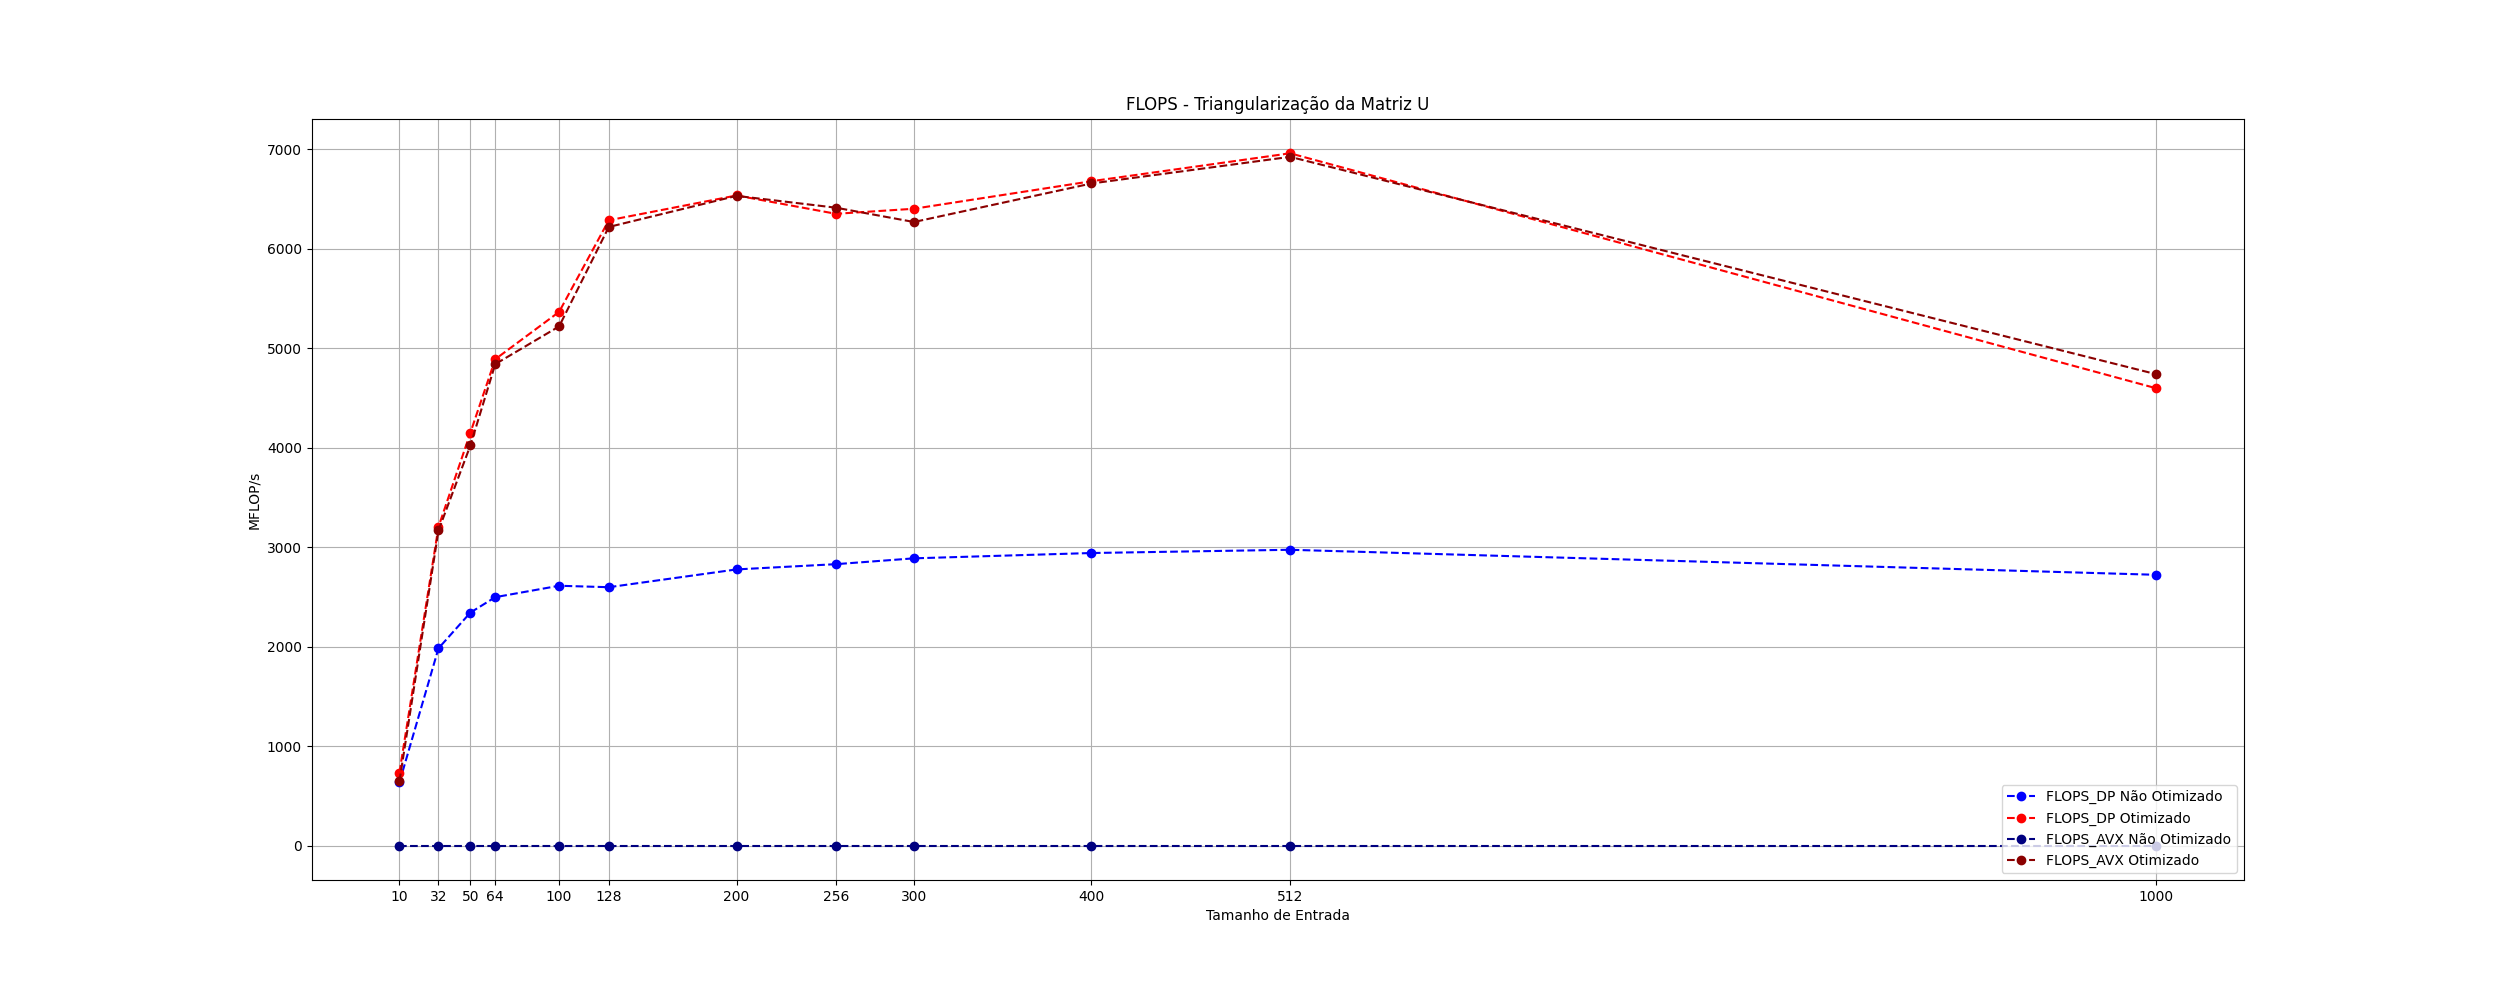 FLOPS - Triangularização da Matriz U
7000
6000
5000
4000
3000
2000
1000
0
MFLOP/s
10 32 50 64 100 128 200 256 300 400 512 1000
Tamanho de Entrada
FLOPS_DP Não Otimizado
FLOPS_DP Otimizado
FLOPS_AVX Não Otimizado
FLOPS_AVX Otimizado